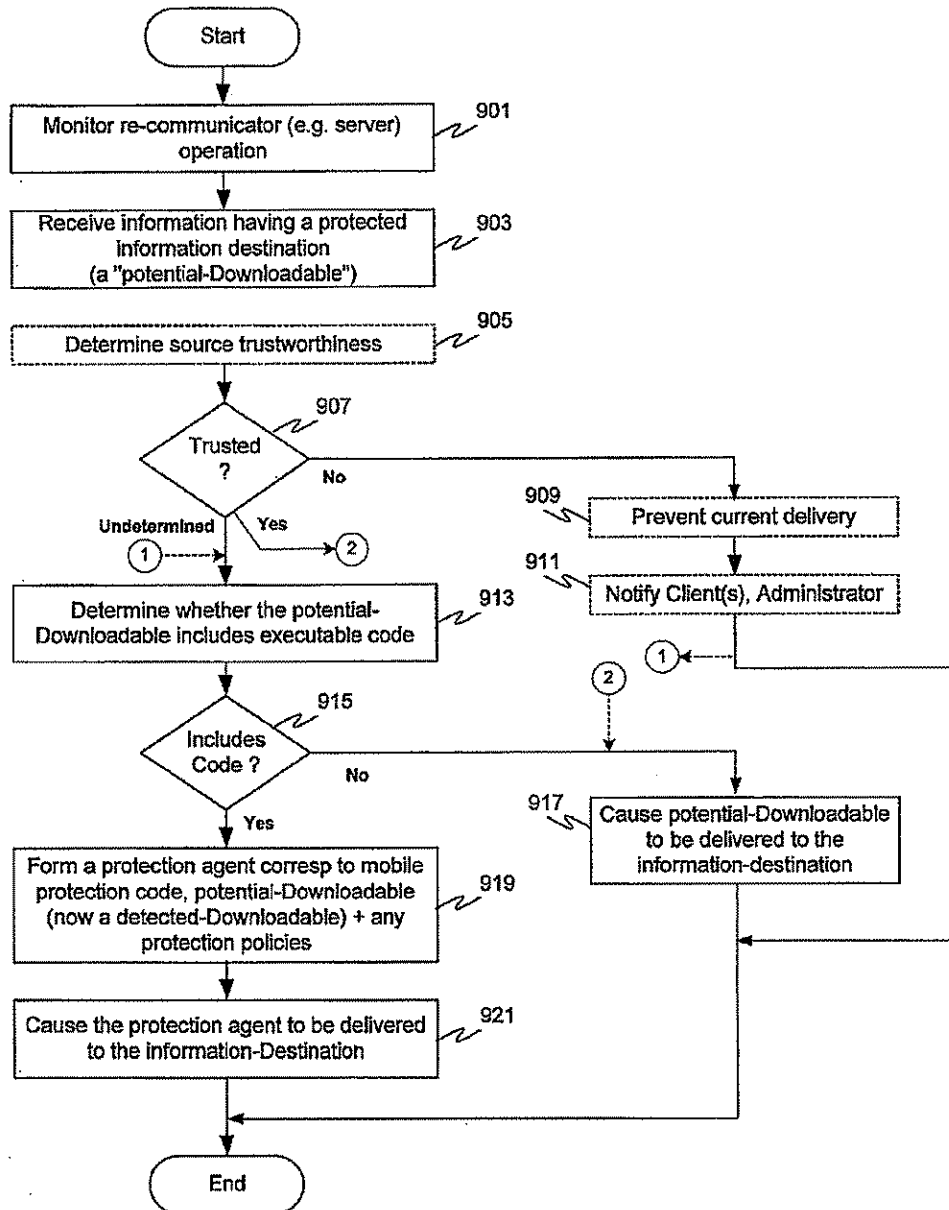 Start
Monitor re-communicator (e.g. server)
operation
901
Receive information having a protected
information destination
(a "potential-Downloadable")
903
Determine source trustworthiness
905
Trusted
?
907
No
Undetermined
Yes
1
2
909
Prevent current delivery
911
Notify Client(s), Administrator
1
Determine whether the potential-
Downloadable includes executable code
913
2
Includes
Code ?
915
No
Yes
917
Cause potential-Downloadable
to be delivered to the
information-destination
Form a protection agent corresp to mobile
protection code, potential-Downloadable
(now a detected-Downloadable) + any
protection policies
919
Cause the protection agent to be delivered
to the information-Destination
921
End